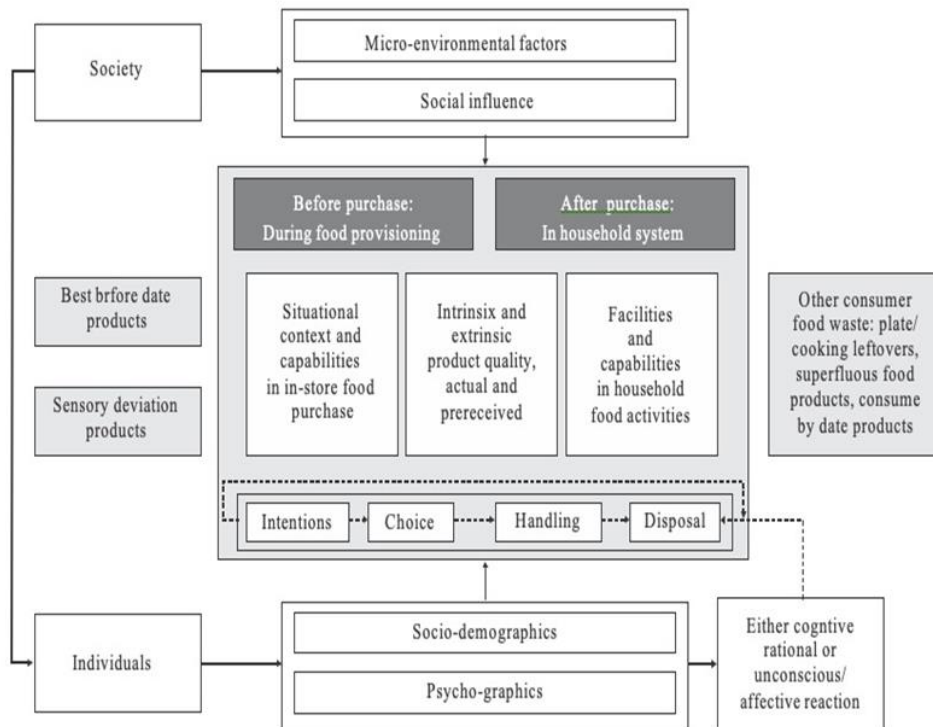 Society
Micro-environmental factors
Social influence
Before purchase:
During food provisioning
After purchase:
In household system
Best brfore date
products
Sensory deviation
products
Situational
context and
capabilities
in in-store food
purchase
Intrinsix and
extrinsic
product quality,
actual and
prereceived
Facilities
and
capabilities
in household
food activities
Other consumer
food waste: plate/
cooking leftovers,
superfluous food
products, consume
by date products
Intentions
Choice
Handling
Disposal
Individuals
Socio-demographics
Psycho-graphics
Either cogntive
rational or
unconscious/
affective reaction